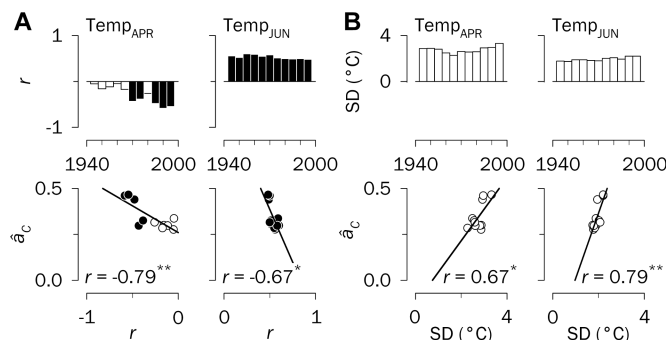 A Temp_APR Temp_JUN B Temp_APR Temp_JUN
1 4
r SD (°C)
-1 0
1940 2000 1940 2000 1940 2000 1940 2000
0.5 0.5
â_C â_C
r = -0.79** r = -0.67* r = 0.67* r = 0.79**
0.0 0.0
-1 0 0 1 0 4 0 4
r r SD (°C) SD (°C)